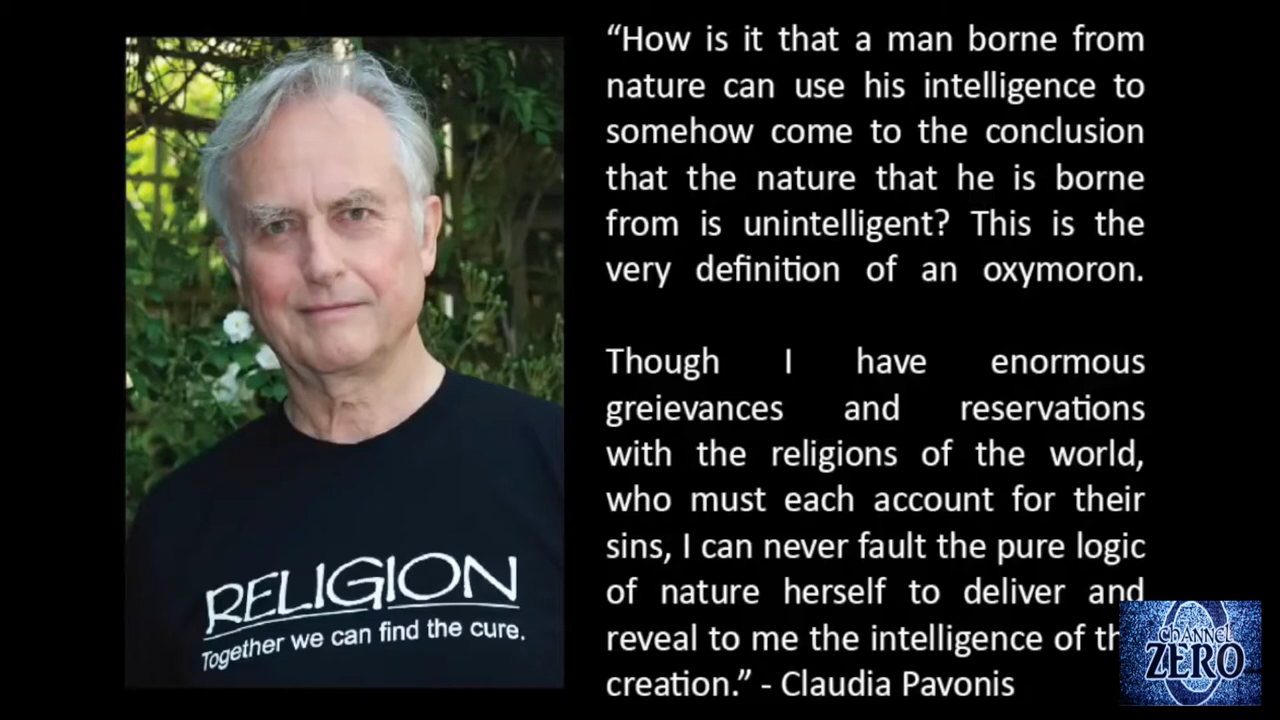 “How is it that a man borne from
nature can use his intelligence to
somehow come to the conclusion
that the nature that he is borne
from is unintelligent? This is the
very definition of an oxymoron.
Though I have enormous
greievances and reservations
with the religions of the world,
who must each account for their
sins, I can never fault the pure logic
of nature herself to deliver and
reveal to me the intelligence of th
creation.” - Claudia Pavonis
RELIGION
Together we can find the cure.
Channel
ZERO